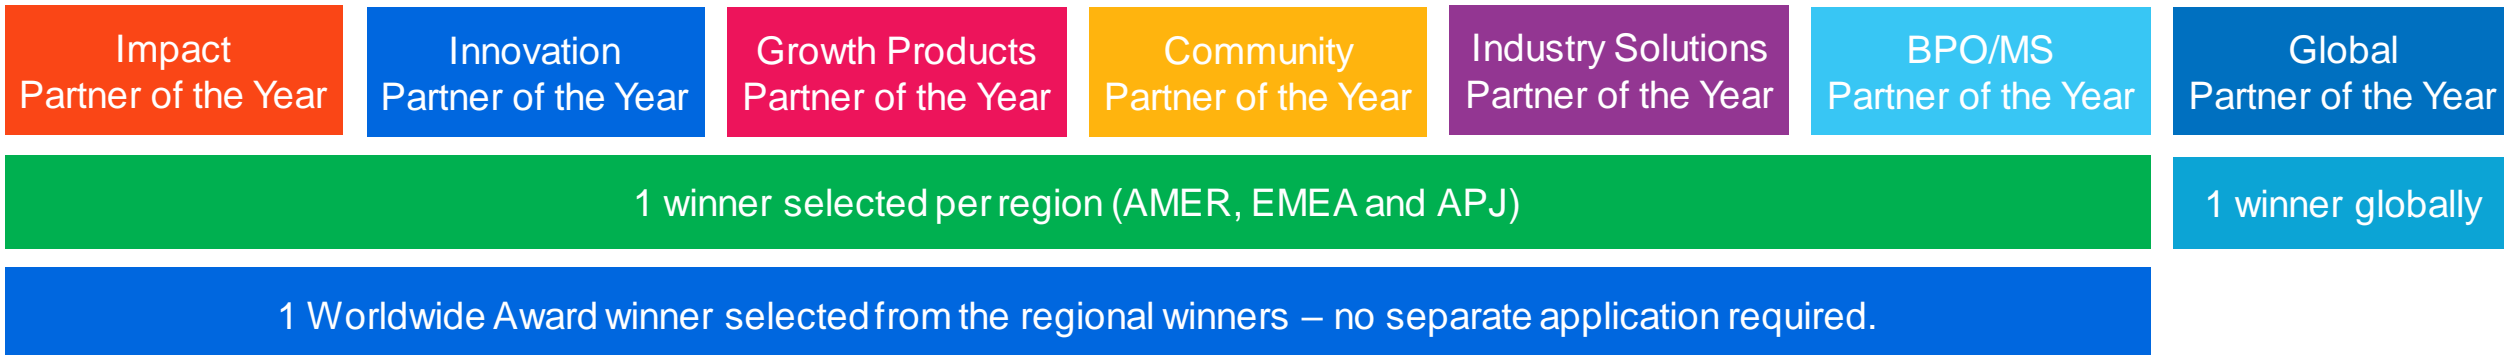 Impact
Partner of the Year
Innovation
Partner of the Year
Growth Products
Partner of the Year
Community
Partner of the Year
Industry Solutions
Partner of the Year
BPO/MS
Partner of the Year
Global
Partner of the Year
1 winner selected per region (AMER, EMEA and APJ)
1 winner globally
1 Worldwide Award winner selected from the regional winners – no separate application required.